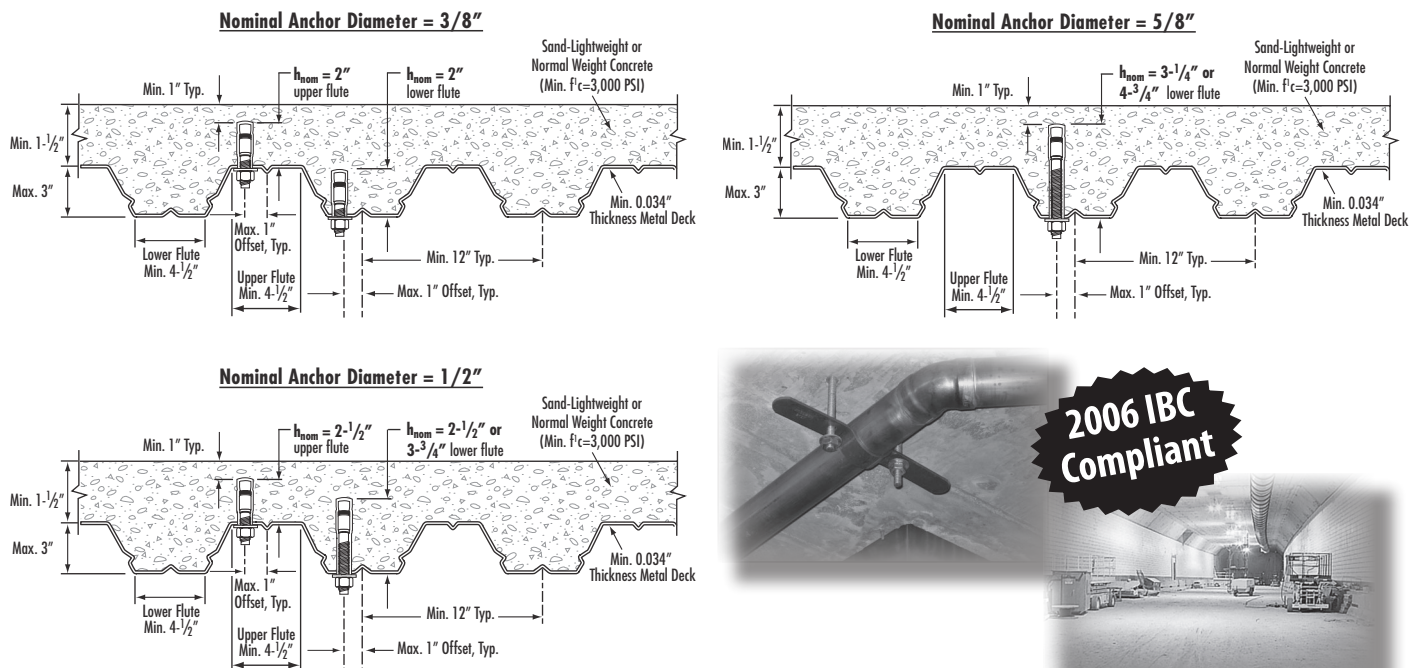 Nominal Anchor Diameter = 3/8"
Sand-Lightweight or
Normal Weight Concrete
(Min. f'c=3,000 PSI)
Min. 1" Typ.
hnom = 2"
upper flute
hnom = 2"
lower flute
Min. 1-1/2"
Max. 3"
Min. 0.034"
Thickness Metal Deck
Max. 1"
Offset, Typ.
Lower Flute
Min. 4-1/2"
Min. 12" Typ.
Upper Flute
Min. 4-1/2"
Max. 1" Offset, Typ.
Nominal Anchor Diameter = 5/8"
Sand-Lightweight or
Normal Weight Concrete
(Min. f'c=3,000 PSI)
Min. 1" Typ.
hnom = 3-1/4" or
4-3/4" lower flute
Min. 1-1/2"
Max. 3"
Min. 0.034"
Thickness Metal Deck
Lower Flute
Min. 4-1/2"
Min. 12" Typ.
Upper Flute
Min. 4-1/2"
Max. 1" Offset, Typ.
Nominal Anchor Diameter = 1/2"
Sand-Lightweight or
Normal Weight Concrete
(Min. f'c=3,000 PSI)
Min. 1" Typ.
hnom = 2-1/2"
upper flute
hnom = 2-1/2" or
3-3/4" lower flute
Min. 1-1/2"
Max. 3"
Min. 0.034"
Thickness Metal Deck
Max. 1"
Offset, Typ.
Lower Flute
Min. 4-1/2"
Min. 12" Typ.
Upper Flute
Min. 4-1/2"
Max. 1" Offset, Typ.
2006 IBC
Compliant